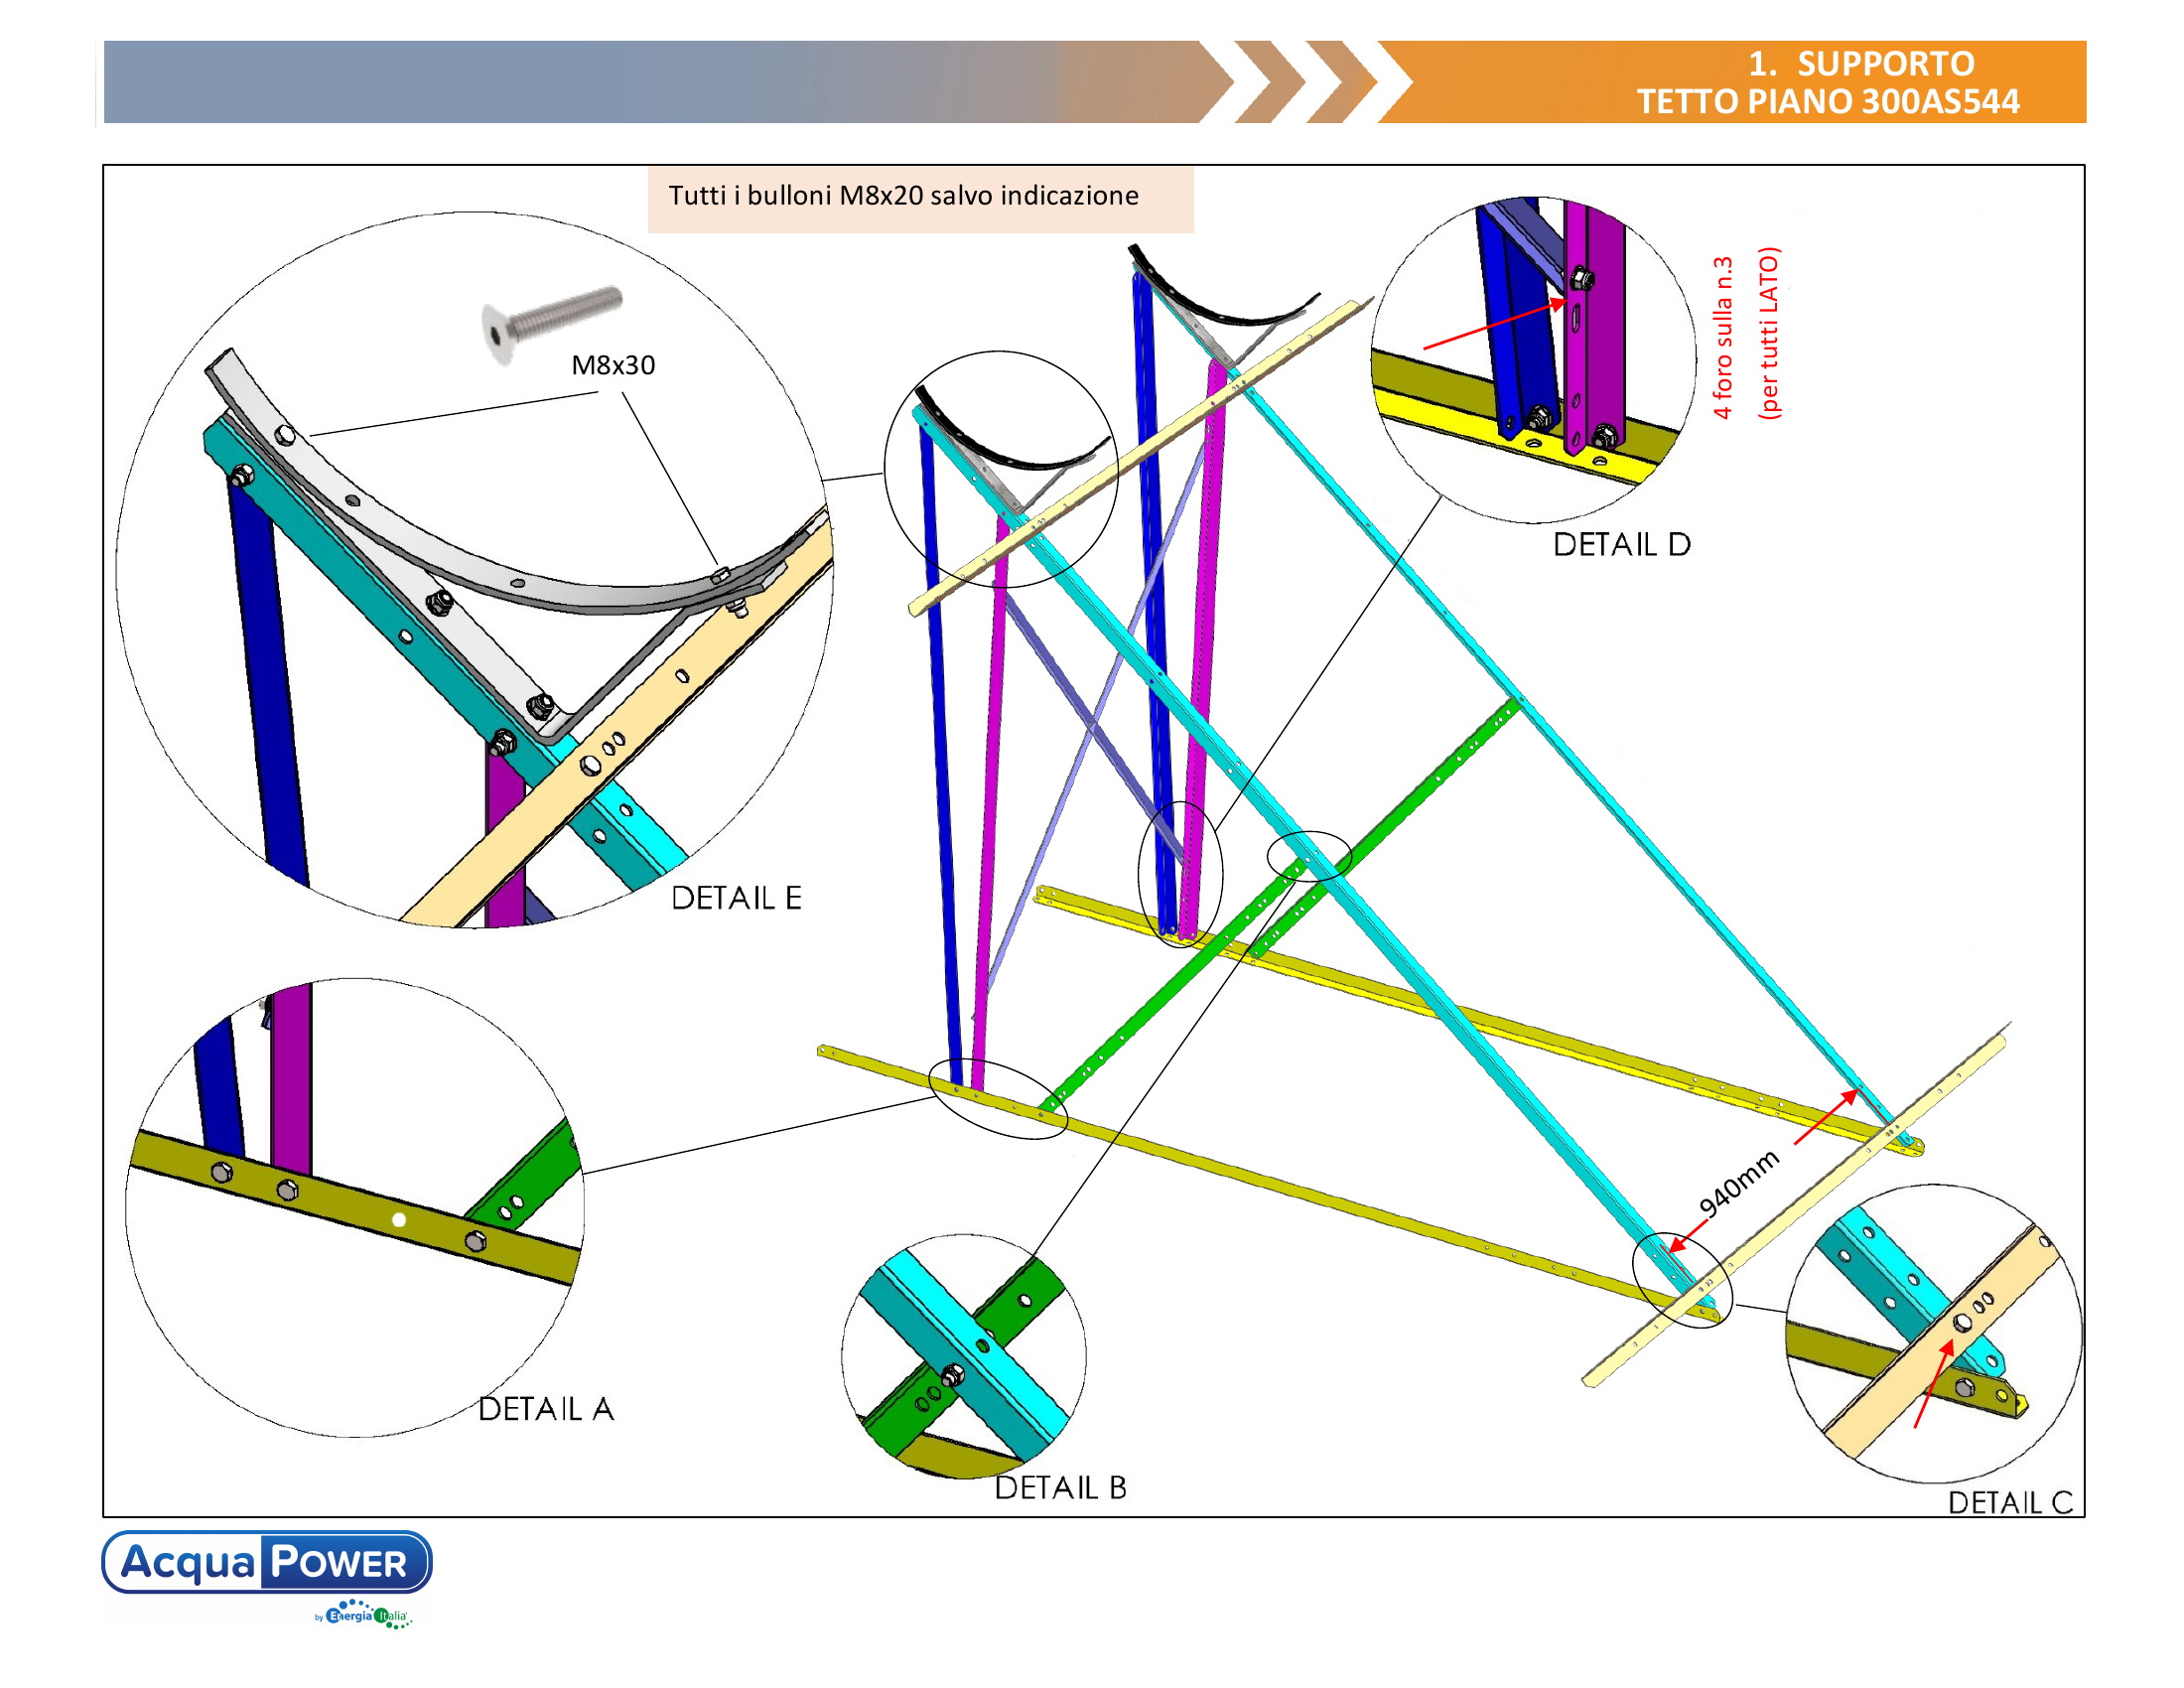 1. SUPPORTO
TETTO PIANO 300AS544
Tutti i bulloni M8x20 salvo indicazione
M8x30
4 foro sulla n.3
(per tutti LATO)
DETAIL D
DETAIL E
940mm
DETAIL A
DETAIL B
DETAIL C
Acqua POWER
by Energia Italia